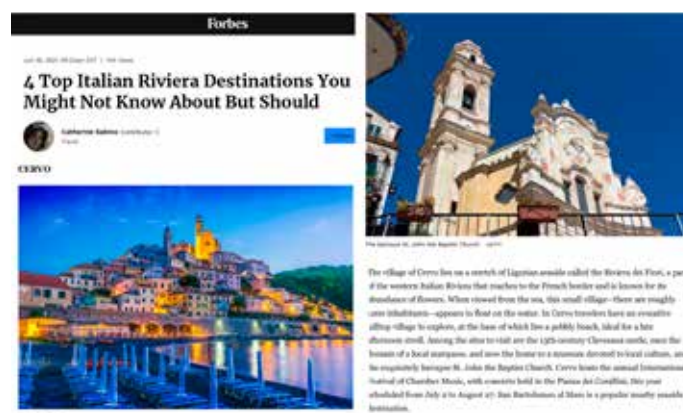 Forbes
4 Top Italian Riviera Destinations You
Might Not Know About But Should
Catherine Sabino Contributor
Travel
CERVO
The baroque St. John the Baptist Church
The village of Cervo lies on a stretch of Ligurian seaside called the Riviera dei Fiori, a par
of the western Italian Riviera that reaches to the French border and is known for its
abundance of flowers. When viewed from the sea, this small village—there are roughly
inhabitants—appears to float on the water. In Cervo travelers have an evocative
hilltop village to explore, at the base of which lies a pebbly beach, ideal for a late
afternoon stroll. Among the sites to visit are the 13th-century Clavesana castle, once the
of a local marquess, and now the home to a museum devoted to local culture, and
he exquisitely baroque St. John the Baptist Church. Cervo hosts the annual Internationa
Festival of Chamber Music, with concerts held in the Piazza dei Corallini, this year
scheduled from July 2 to August 27. San Bartolomeo al Mare is a popular nearby seaside
destination.